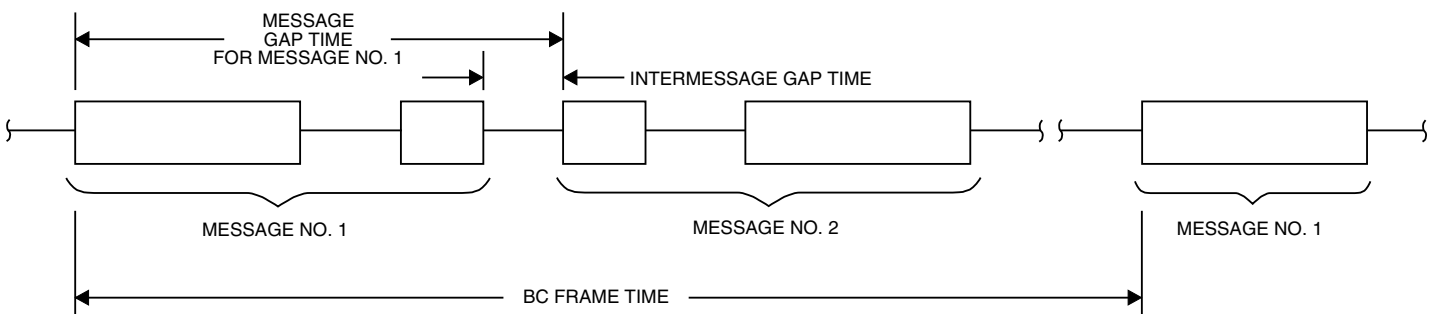 MESSAGE
GAP TIME
FOR MESSAGE NO. 1
INTERMESSAGE GAP TIME
MESSAGE NO. 1
MESSAGE NO. 2
MESSAGE NO. 1
BC FRAME TIME